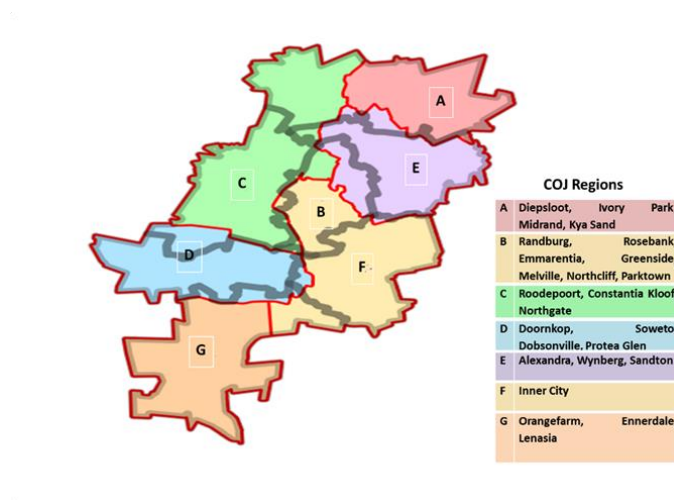 A
E
C
B
D
F
G
COJ Regions
A Diepsloot, Ivory Park
Midrand, Kya Sand
B Randburg, Rosebank
Emmarentia, Greenside
Melville, Northcliff, Parktown
C Roodepoort, Constantia Kloof
Northgate
D Doornkop, Soweto
Dobsonville, Protea Glen
E Alexandra, Wynberg, Sandton
F Inner City
G Orangefarm, Ennerdale
Lenasia